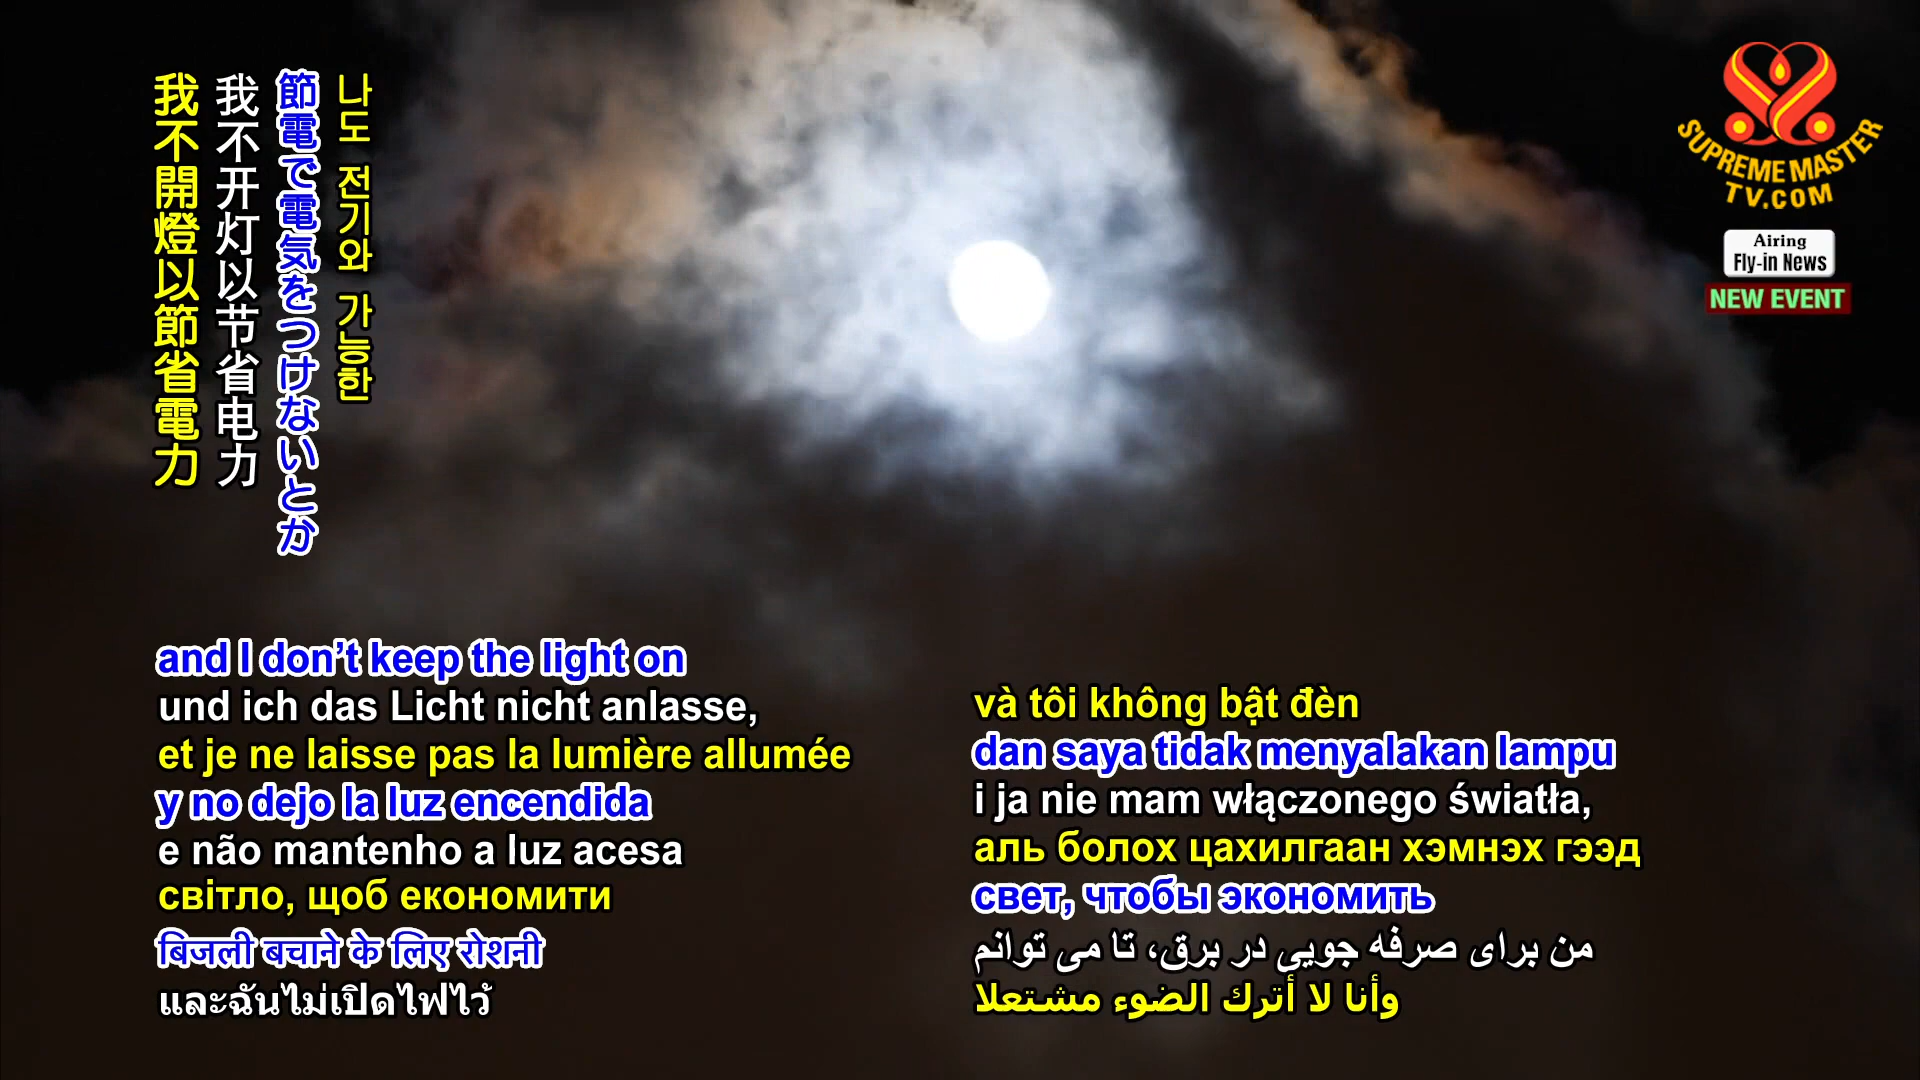 我不開燈以節省電力
我不开灯以节省电力
節電で電気をつけないとか
나도 전기와 가능한
SUPREME MASTER
TV.COM
Airing
Fly-in News
NEW EVENT
and I don’t keep the light on
und ich das Licht nicht anlasse,
et je ne laisse pas la lumière allumée
y no dejo la luz encendida
e não mantenho a luz acesa
світло, щоб економити
बिजली बचाने के लिए रोशनी
และฉันไม่เปิดไฟไว้
và tôi không bật đèn
dan saya tidak menyalakan lampu
i ja nie mam włączonego światła,
аль болох цахилгаан хэмнэх гээд
свет, чтобы экономить
من برای صرفه جویی در برق، تا می توانم
وأنا لا أترك الضوء مشتعلا